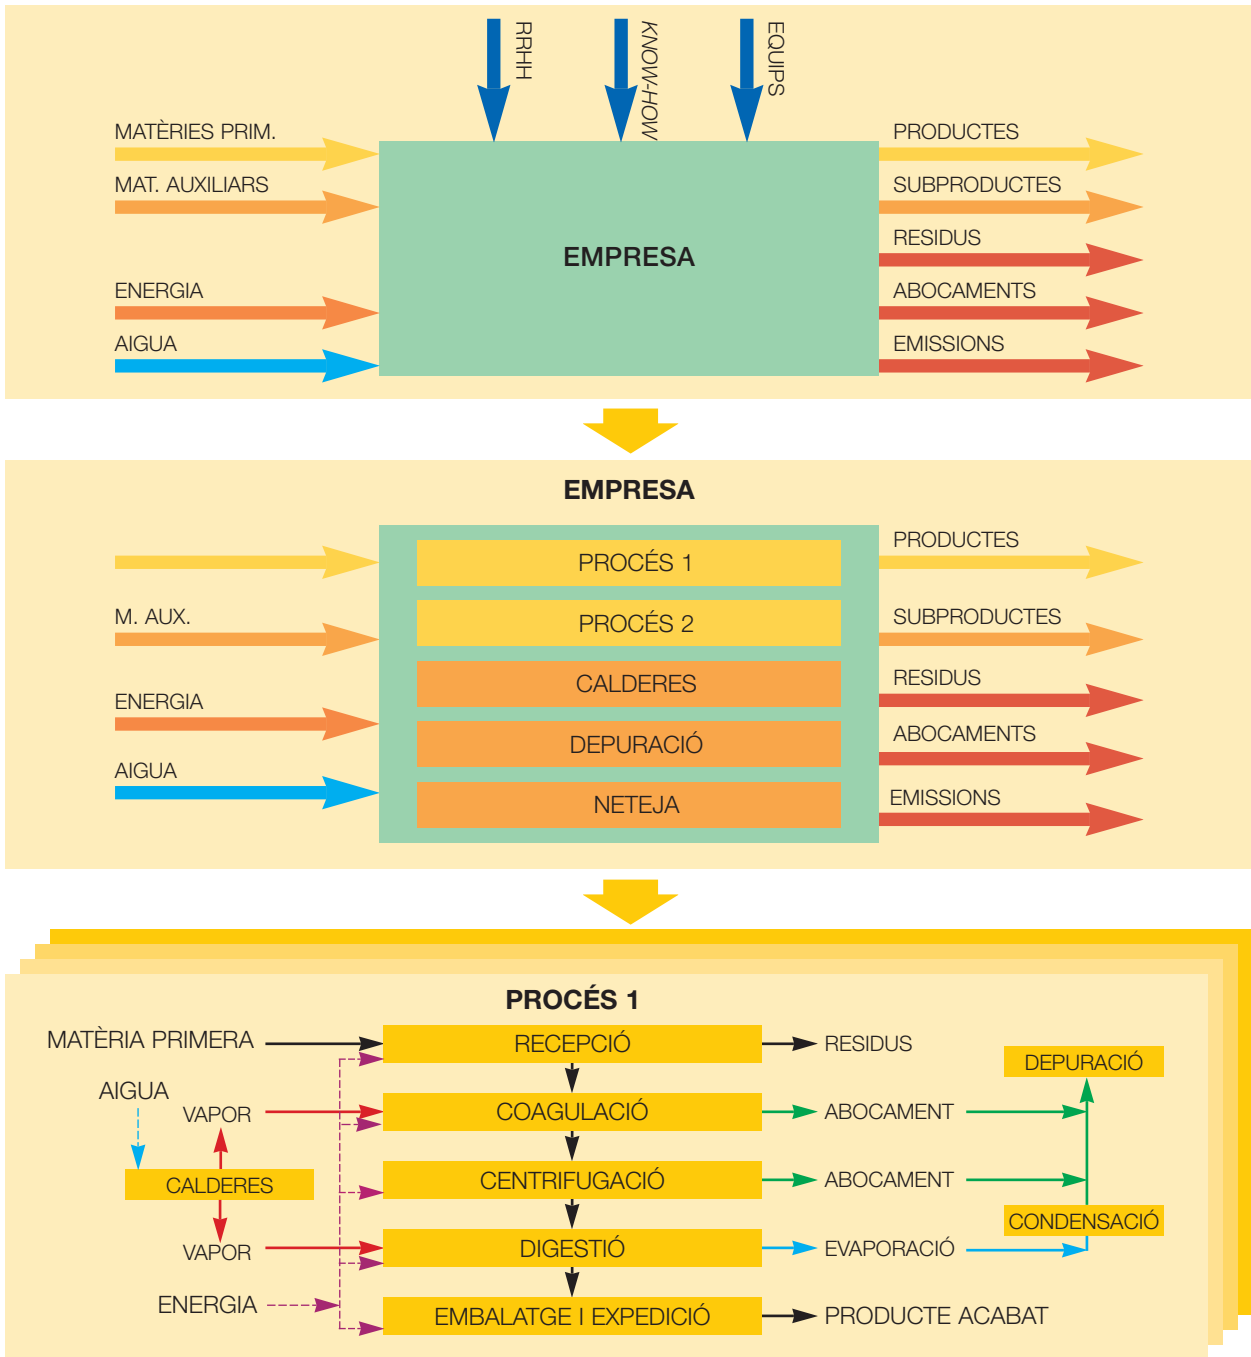 RRHH
KNOW-HOW
EQUIPS
MATÈRIES PRIM.
MAT. AUXILIARS
ENERGIA
AIGUA
EMPRESA
PRODUCTES
SUBPRODUCTES
RESIDUS
ABOCAMENTS
EMISSIONS
EMPRESA
M. AUX.
ENERGIA
AIGUA
PROCÉS 1
PROCÉS 2
CALDERES
DEPURACIÓ
NETEJA
PRODUCTES
SUBPRODUCTES
RESIDUS
ABOCAMENTS
EMISSIONS
PROCÉS 1
MATÈRIA PRIMERA
RECEPCIÓ
RESIDUS
DEPURACIÓ
AIGUA
VAPOR
COAGULACIÓ
ABOCAMENT
CALDERES
CENTRIFUGACIÓ
ABOCAMENT
CONDENSACIÓ
VAPOR
DIGESTIÓ
EVAPORACIÓ
ENERGIA
EMBALATGE I EXPEDICIÓ
PRODUCTE ACABAT